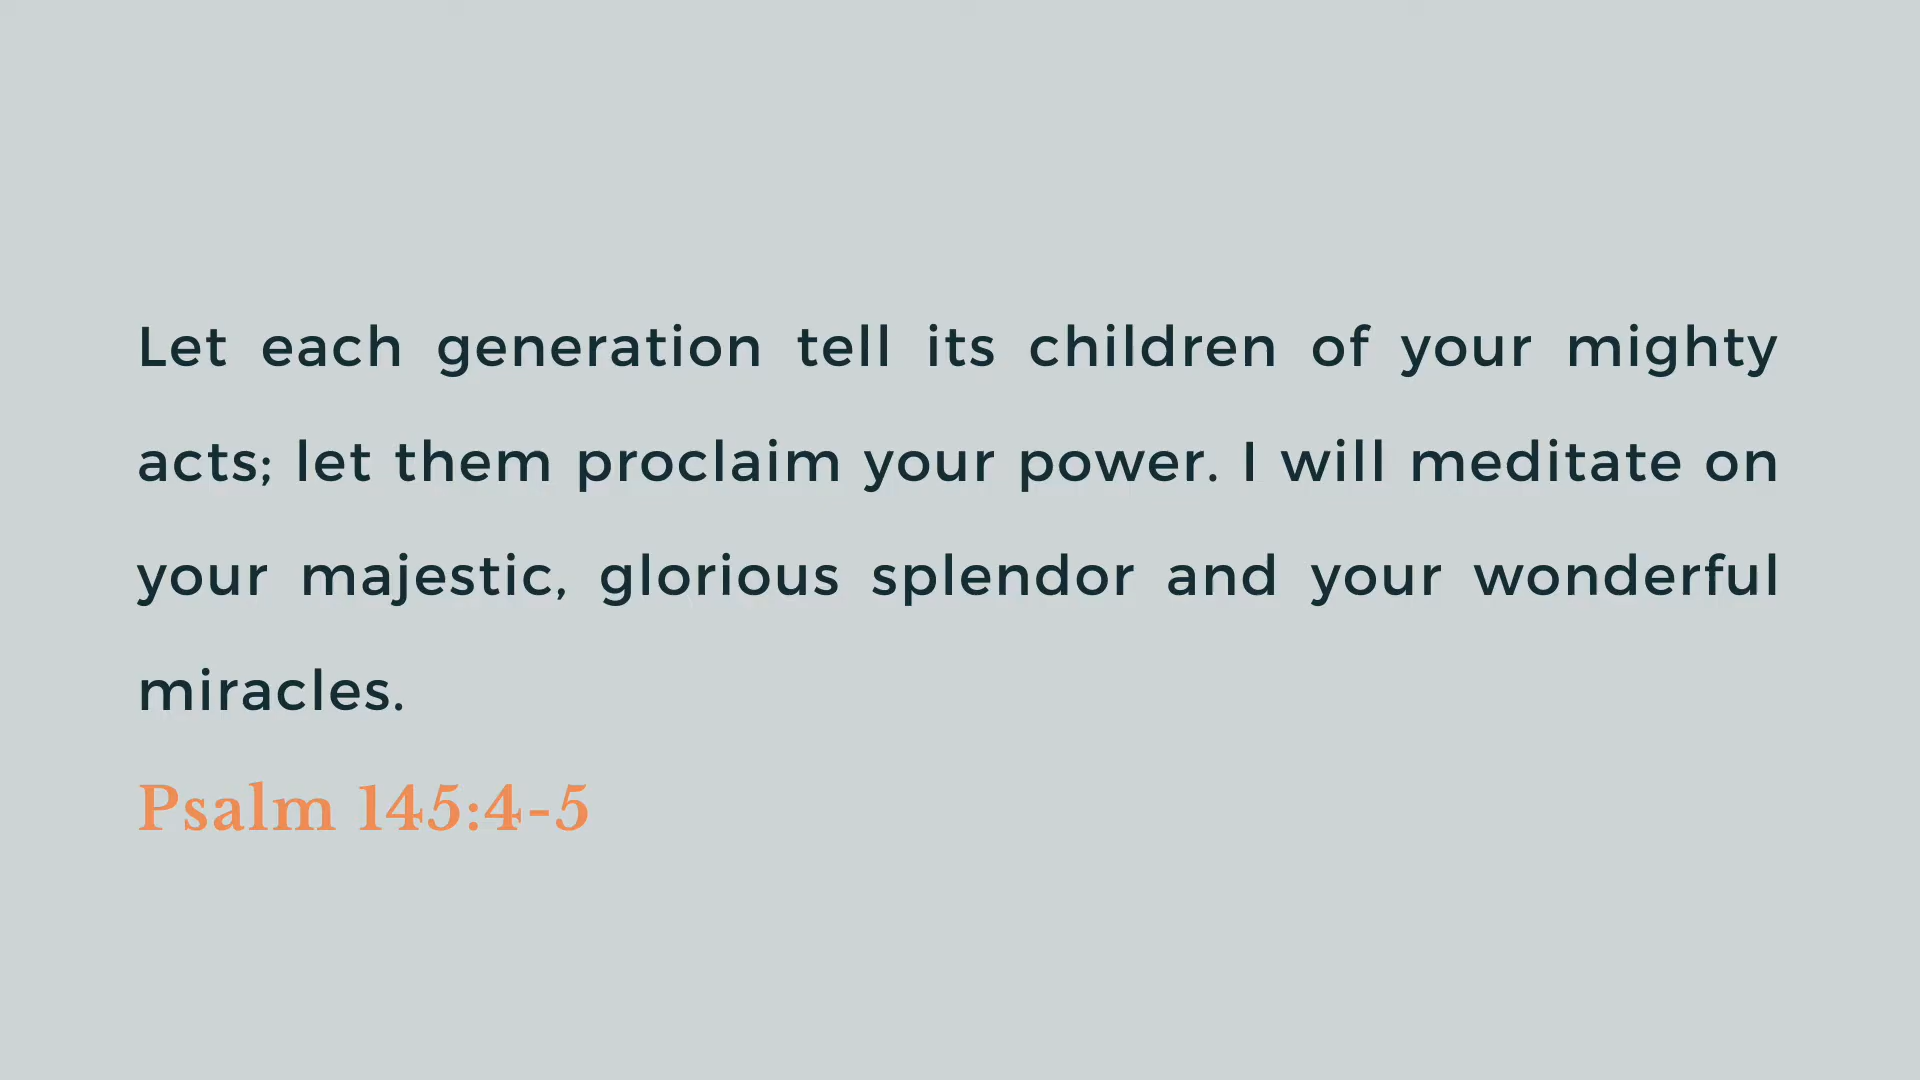 Let each generation tell its children of your mighty
acts; let them proclaim your power. I will meditate on
your majestic, glorious splendor and your wonderful
miracles.
Psalm 145:4-5